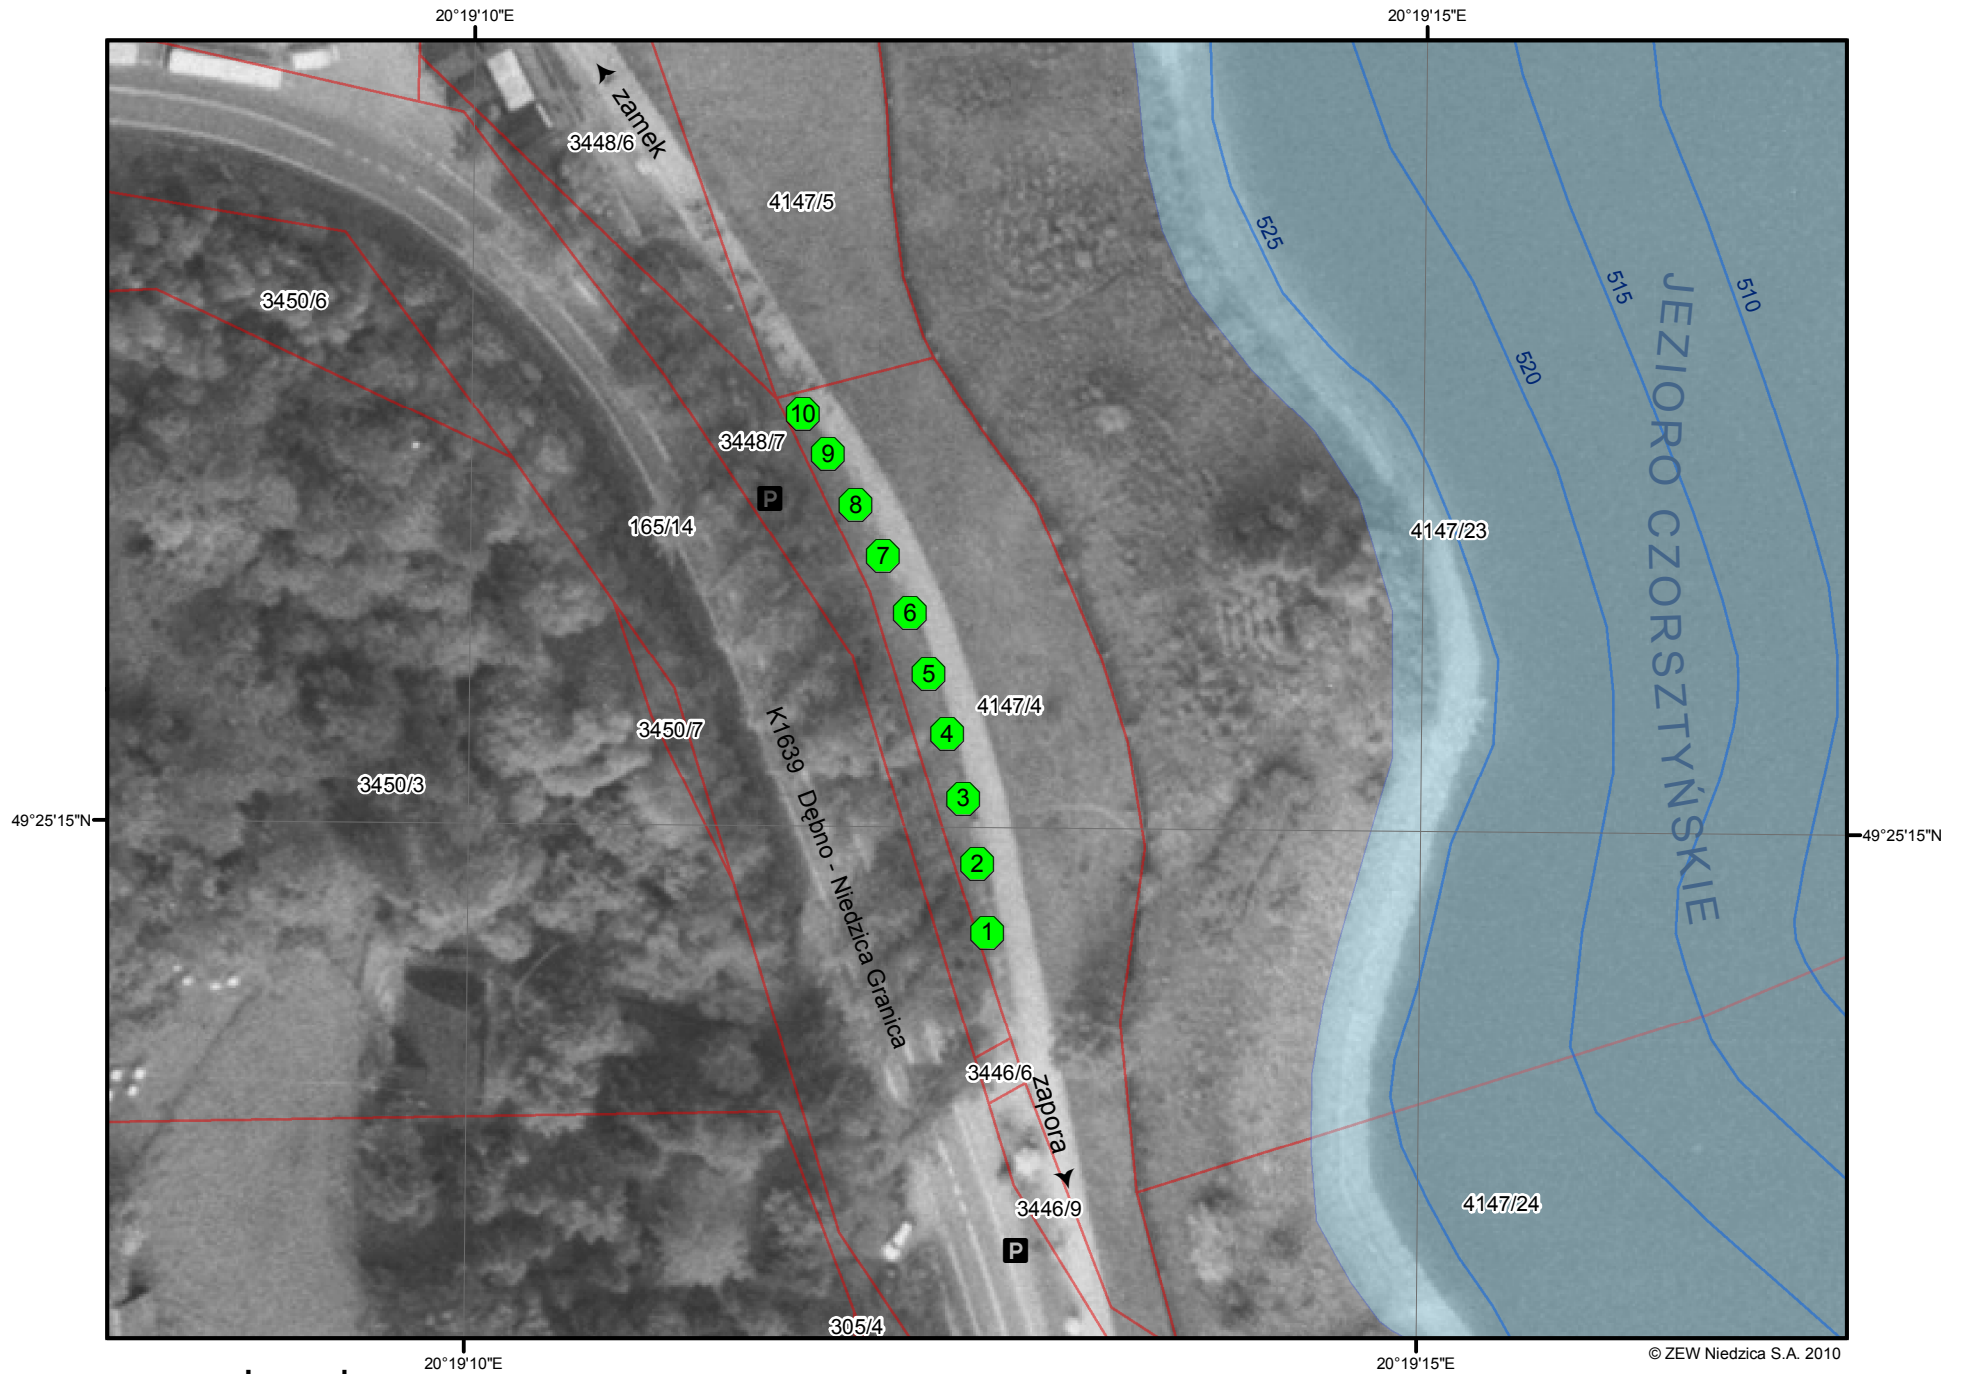 20°19'10"E
20°19'15"E
zamek
3448/6
4147/5
525
515
510
3450/6
520
JEZIORO CZORSZTYŃSKIE
10
3448/7
9
P
8
165/14
4147/23
7
6
5
4147/4
3450/7
4
K1639 Dębno - Niedzica Granica
3450/3
3
49°25'15"N
49°25'15"N
2
1
3446/6
zapora
3446/9
4147/24
P
305/4
20°19'10"E
20°19'15"E
© ZEW Niedzica S.A. 2010